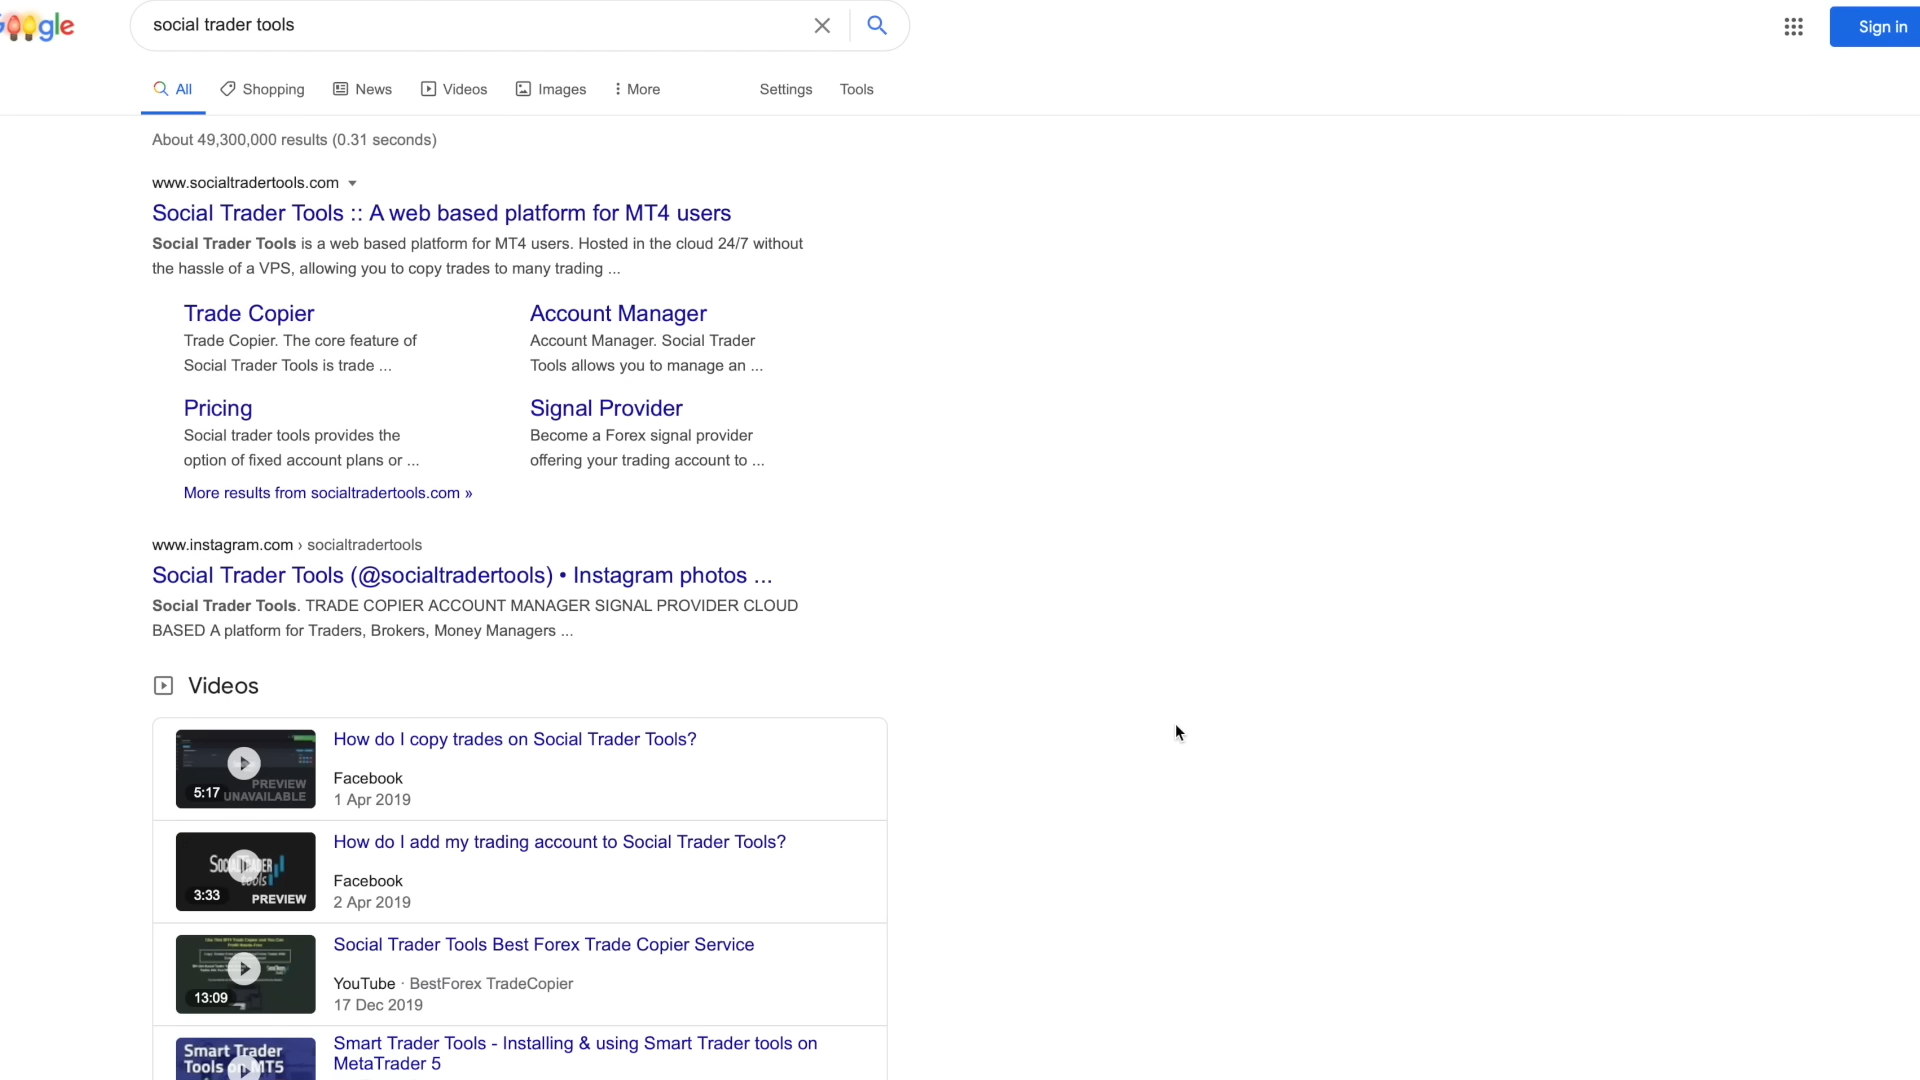 Google
social trader tools
Sign in
All
Shopping
News
Videos
Images
More
Settings
Tools
About 49,300,000 results (0.31 seconds)
www.socialtradertools.com
Social Trader Tools :: A web based platform for MT4 users
Social Trader Tools is a web based platform for MT4 users. Hosted in the cloud 24/7 without
the hassle of a VPS, allowing you to copy trades to many trading ...
Trade Copier
Trade Copier. The core feature of
Social Trader Tools is trade ...
Account Manager
Account Manager. Social Trader
Tools allows you to manage an ...
Pricing
Social trader tools provides the
option of fixed account plans or ...
Signal Provider
Become a Forex signal provider
offering your trading account to ...
More results from socialtradertools.com »
www.instagram.com › socialtradertools
Social Trader Tools (@socialtradertools) • Instagram photos ...
Social Trader Tools. TRADE COPIER ACCOUNT MANAGER SIGNAL PROVIDER CLOUD
BASED A platform for Traders, Brokers, Money Managers ...
Videos
5:17
PREVIEW
UNAVAILABLE
How do I copy trades on Social Trader Tools?
Facebook
1 Apr 2019
3:33
PREVIEW
How do I add my trading account to Social Trader Tools?
Facebook
2 Apr 2019
13:09
Social Trader Tools Best Forex Trade Copier Service
YouTube · BestForex TradeCopier
17 Dec 2019
Smart Trader
Tools on MT5
Smart Trader Tools - Installing & using Smart Trader tools on
MetaTrader 5